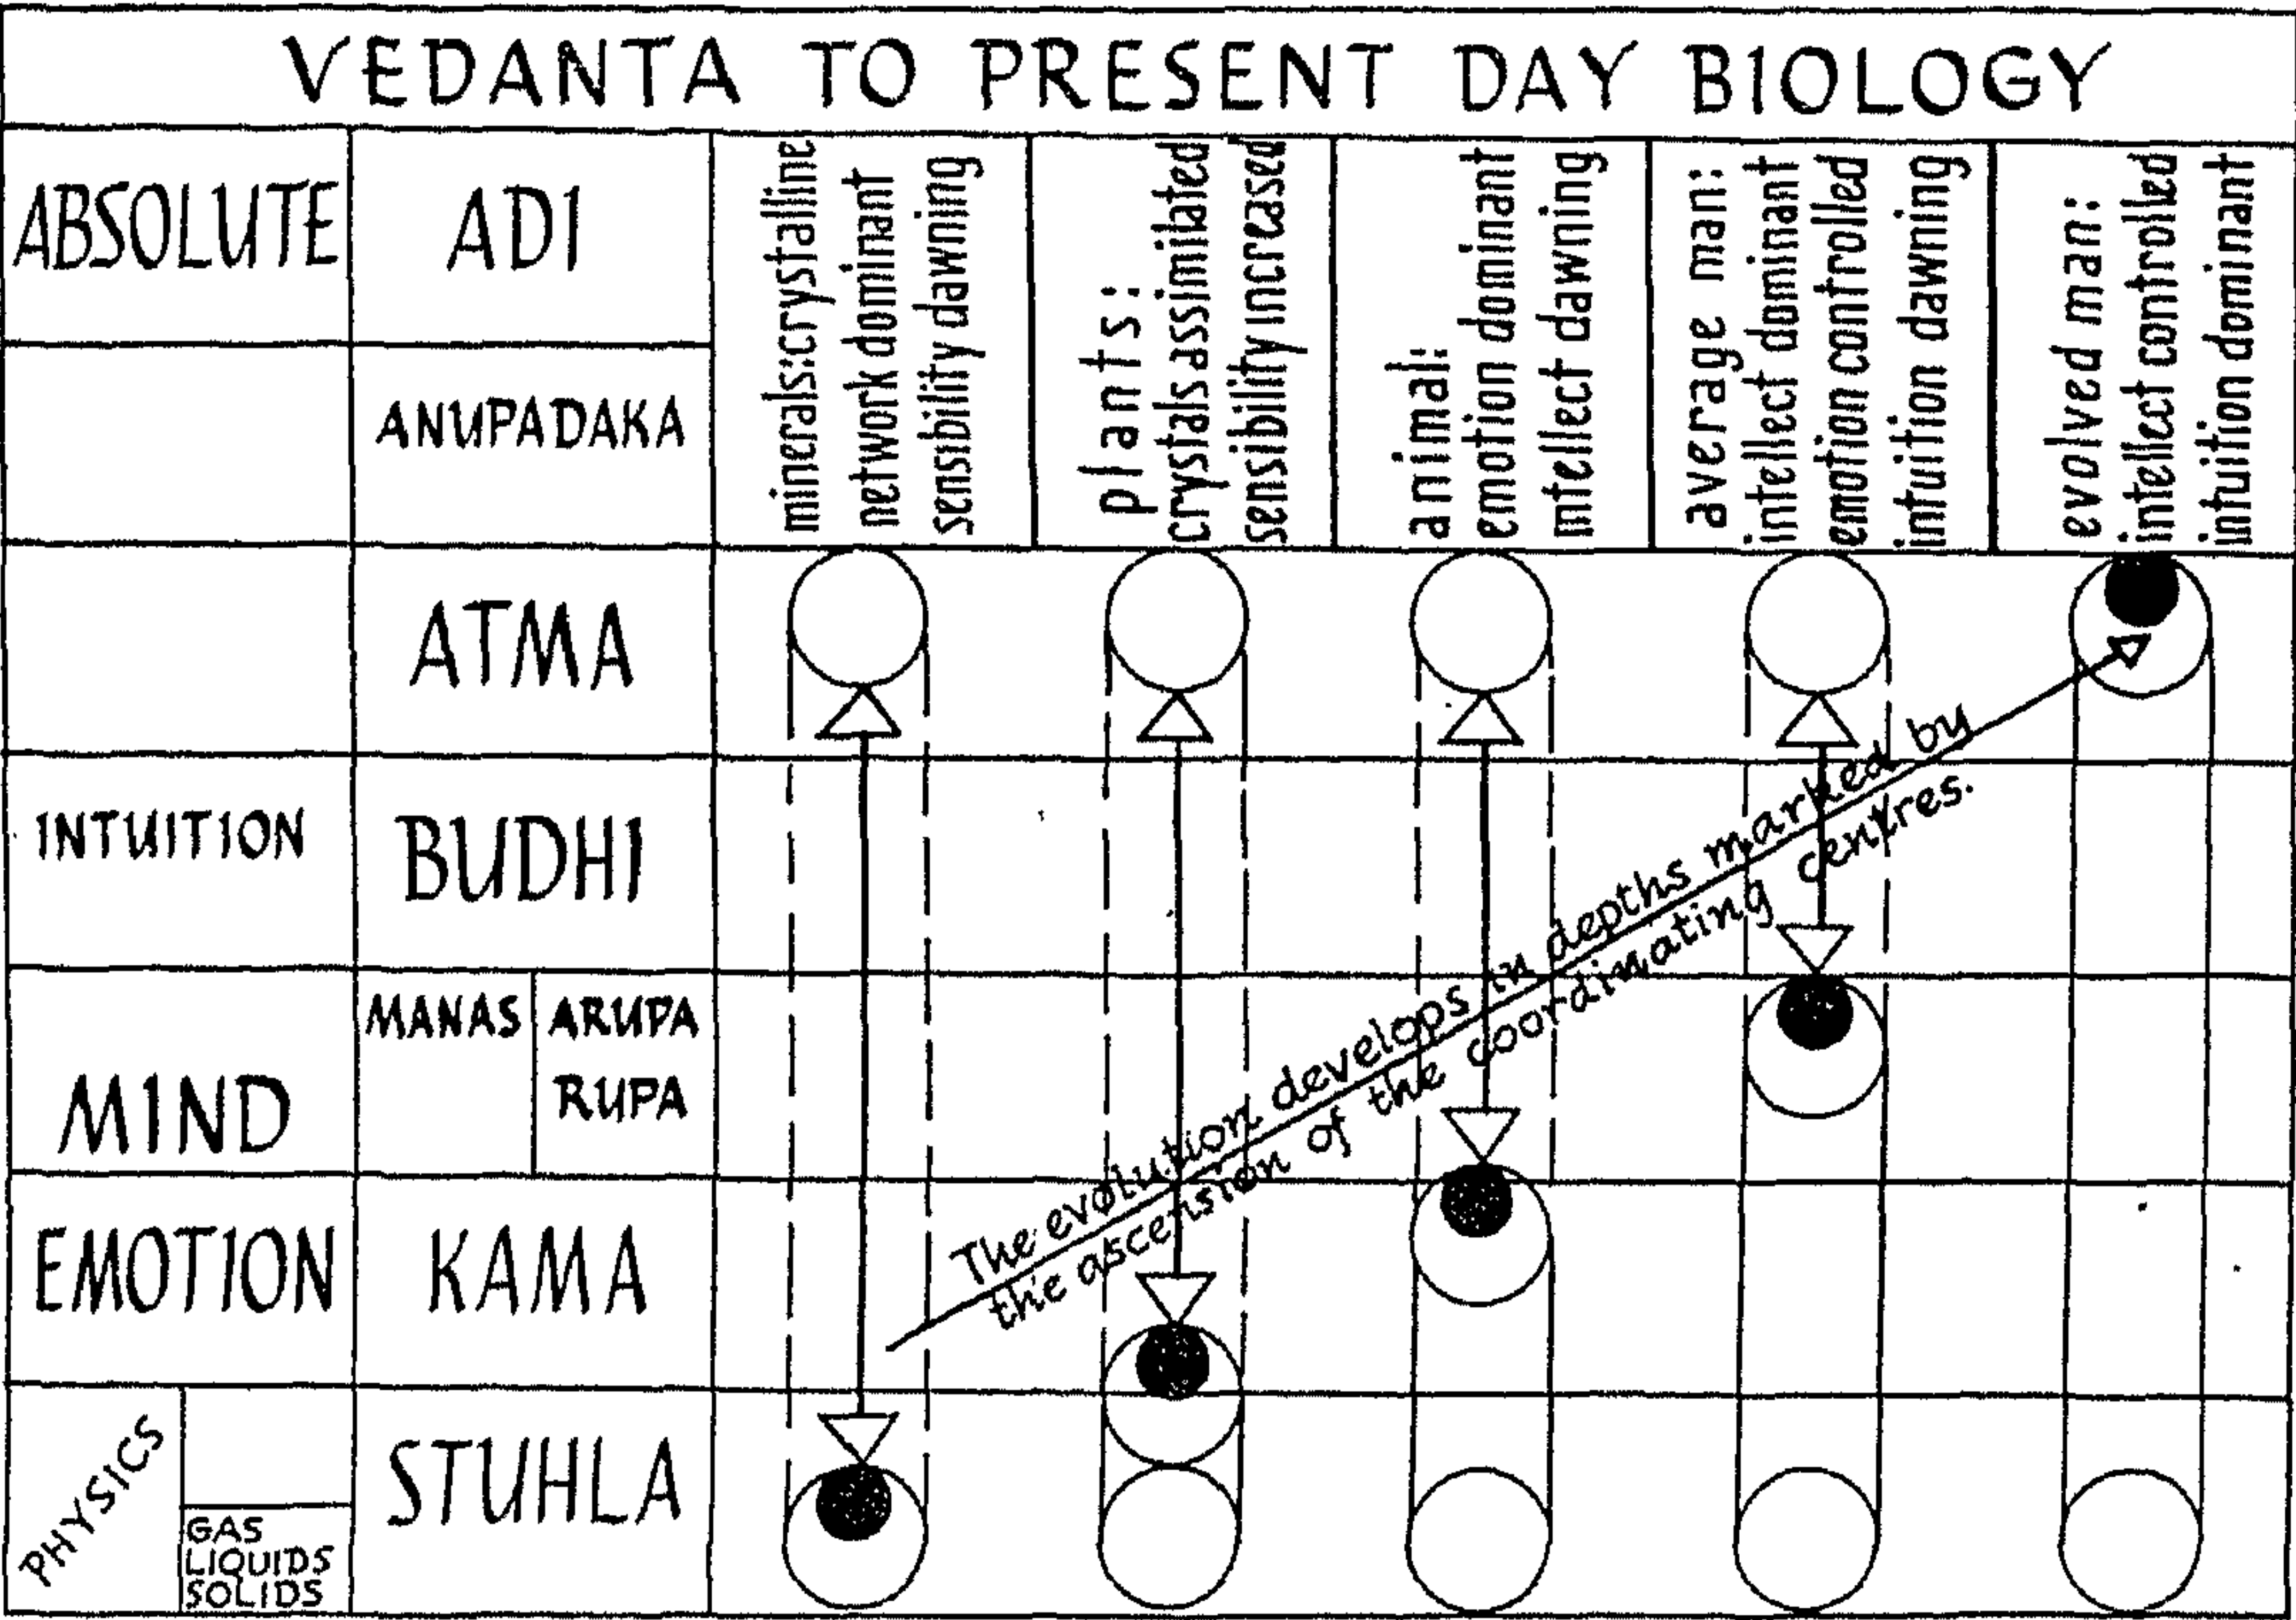 VEDANTA TO PRESENT DAY BIOLOGY
ABSOLUTE
ADI
minerals: crystalline
network dominant
sensibility dawning
plants:
crystals assimilated
sensibility increased
animal:
emotion dominant
intellect dawning
average man:
intellect dominant
emotion controlled
intuition dawning
evolved man:
intellect controlled
intuition dominant
ANUPADAKA
ATMA
INTUITION
BUDHI
MIND
MANAS
ARUPA
RUPA
EMOTION
KAMA
PHYSICS
GAS
LIQUIDS
SOLIDS
STUHLA
The evolution develops in depths marked by
the ascension of the coordinating centres.